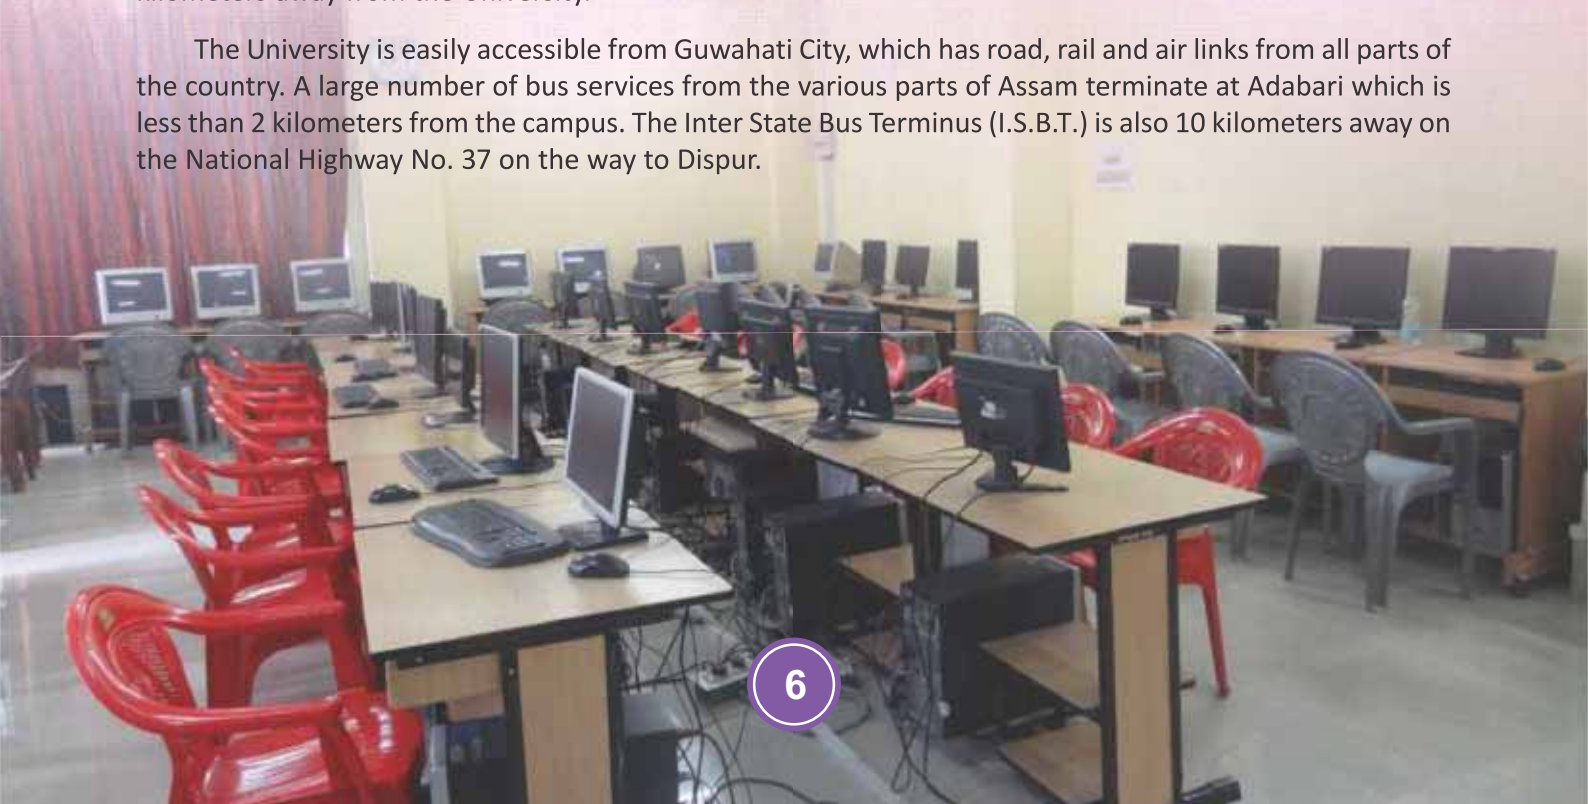 The University is easily accessible from Guwahati City, which has road, rail and air links from all parts of
the country. A large number of bus services from the various parts of Assam terminate at Adabari which is
less than 2 kilometers from the campus. The Inter State Bus Terminus (I.S.B.T.) is also 10 kilometers away on
the National Highway No. 37 on the way to Dispur.
6